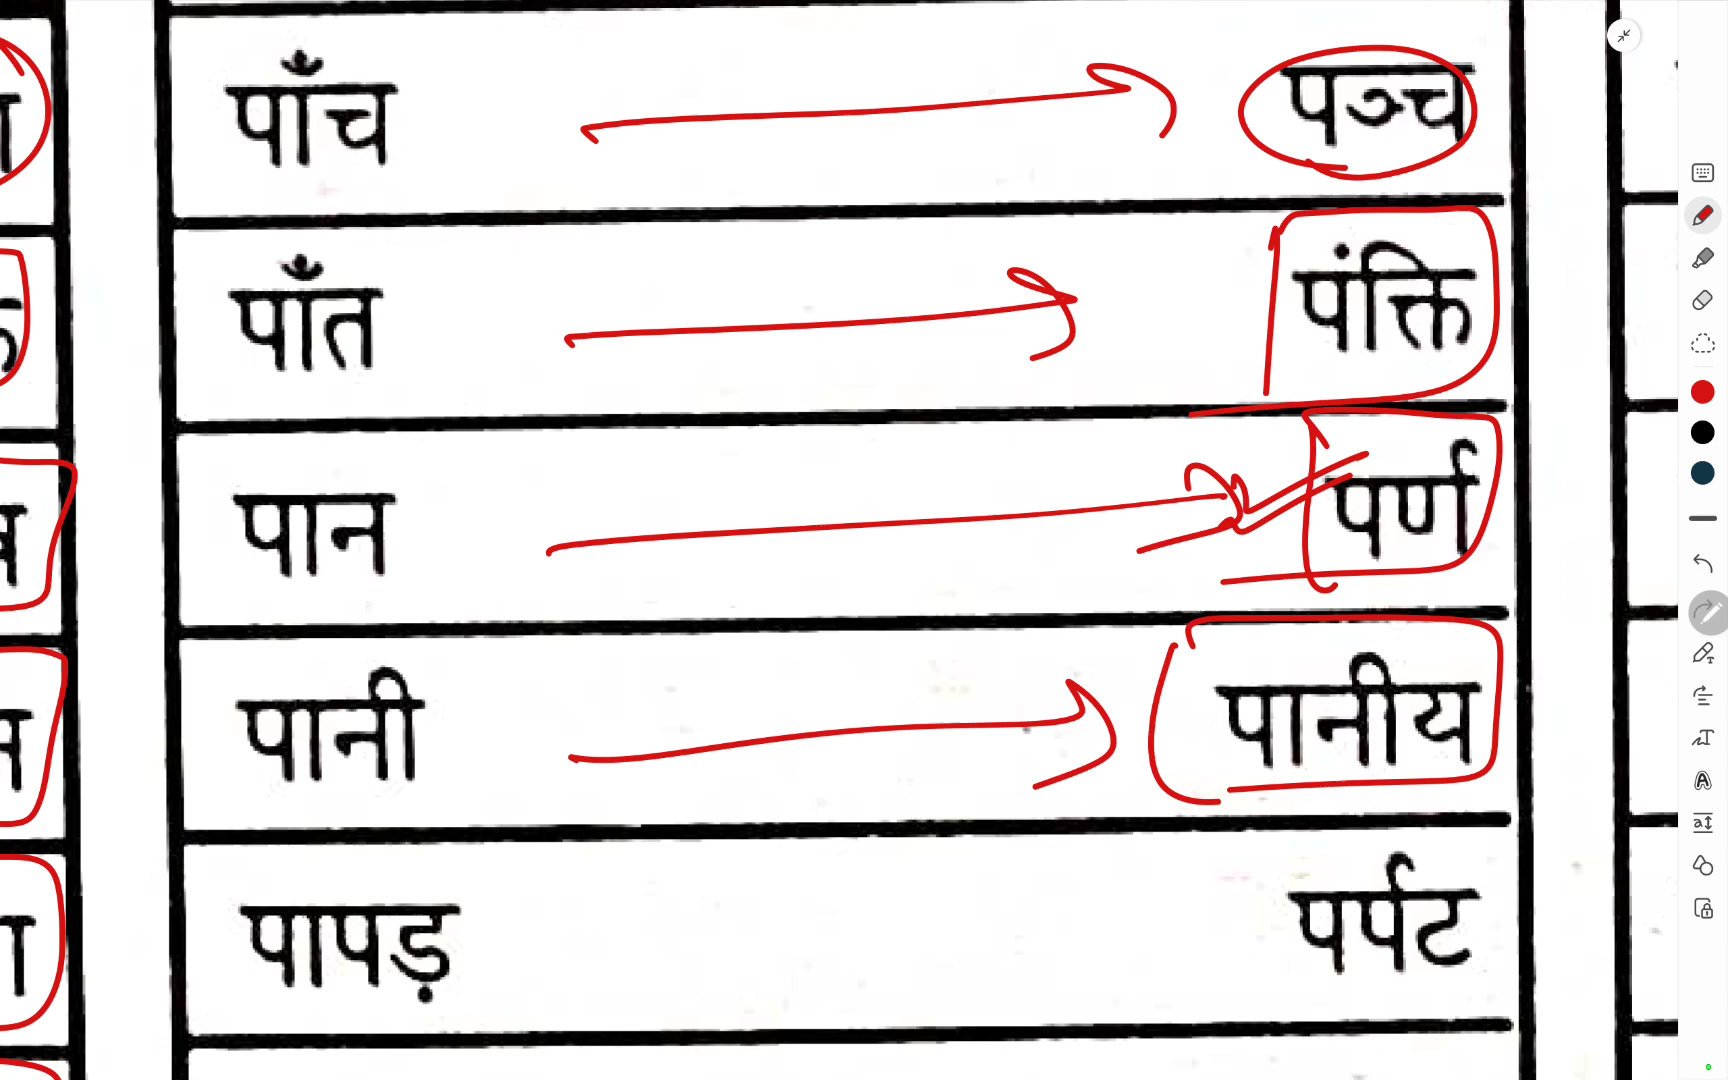 पाँच पञ्च
पाँत पंक्ति
पान पर्ण
पानी पानीय
पापड़ पर्पट